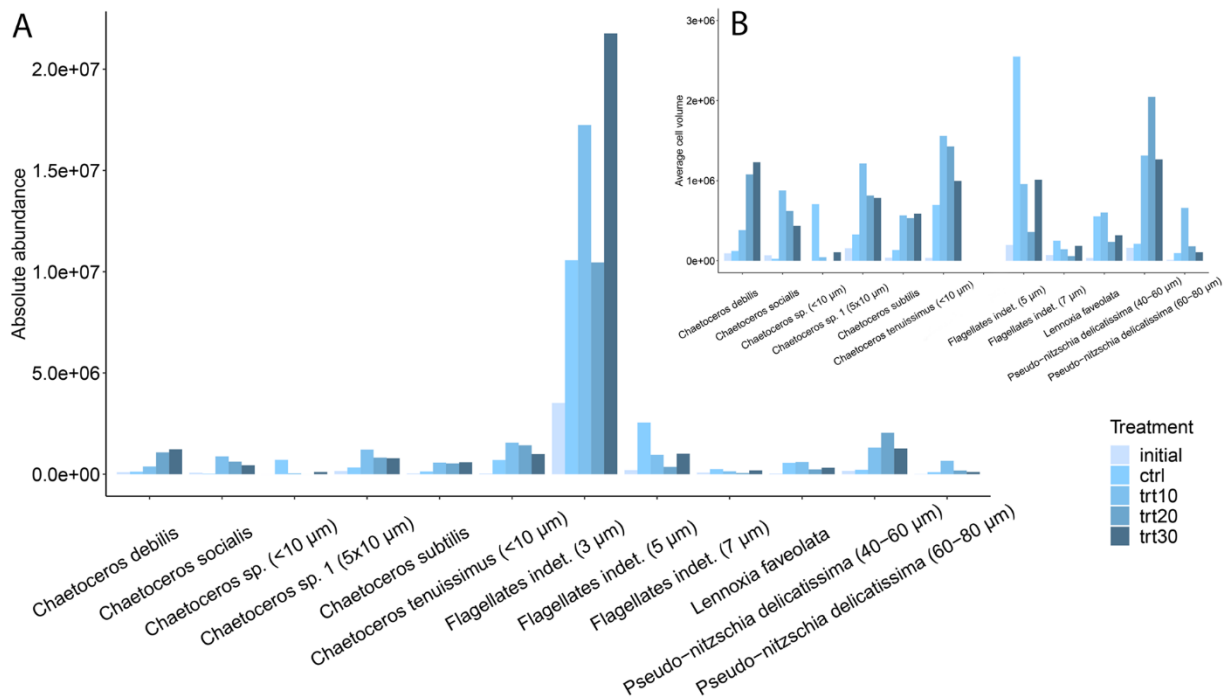 A
Absolute abundance
2.0e+07
1.5e+07
1.0e+07
5.0e+06
0.0e+00
Chaetoceros debilis
Chaetoceros socialis
Chaetoceros sp. (<10 µm)
Chaetoceros sp. 1 (5x10 µm)
Chaetoceros subtilis
Chaetoceros tenuissimus (<10 µm)
Flagellates indet. (3 µm)
Flagellates indet. (5 µm)
Flagellates indet. (7 µm)
Lennoxia faveolata
Pseudo-nitzschia delicatissima (40-60 µm)
Pseudo-nitzschia delicatissima (60-80 µm)
B
Average cell volume
3e+06
2e+06
1e+06
0e+00
Chaetoceros debilis
Chaetoceros socialis
Chaetoceros sp. (<10 µm)
Chaetoceros sp. 1 (5x10 µm)
Chaetoceros subtilis
Chaetoceros tenuissimus (<10 µm)
Flagellates indet. (5 µm)
Flagellates indet. (7 µm)
Lennoxia faveolata
Pseudo-nitzschia delicatissima (40-60 µm)
Pseudo-nitzschia delicatissima (60-80 µm)
Treatment
initial
ctrl
trt10
trt20
trt30